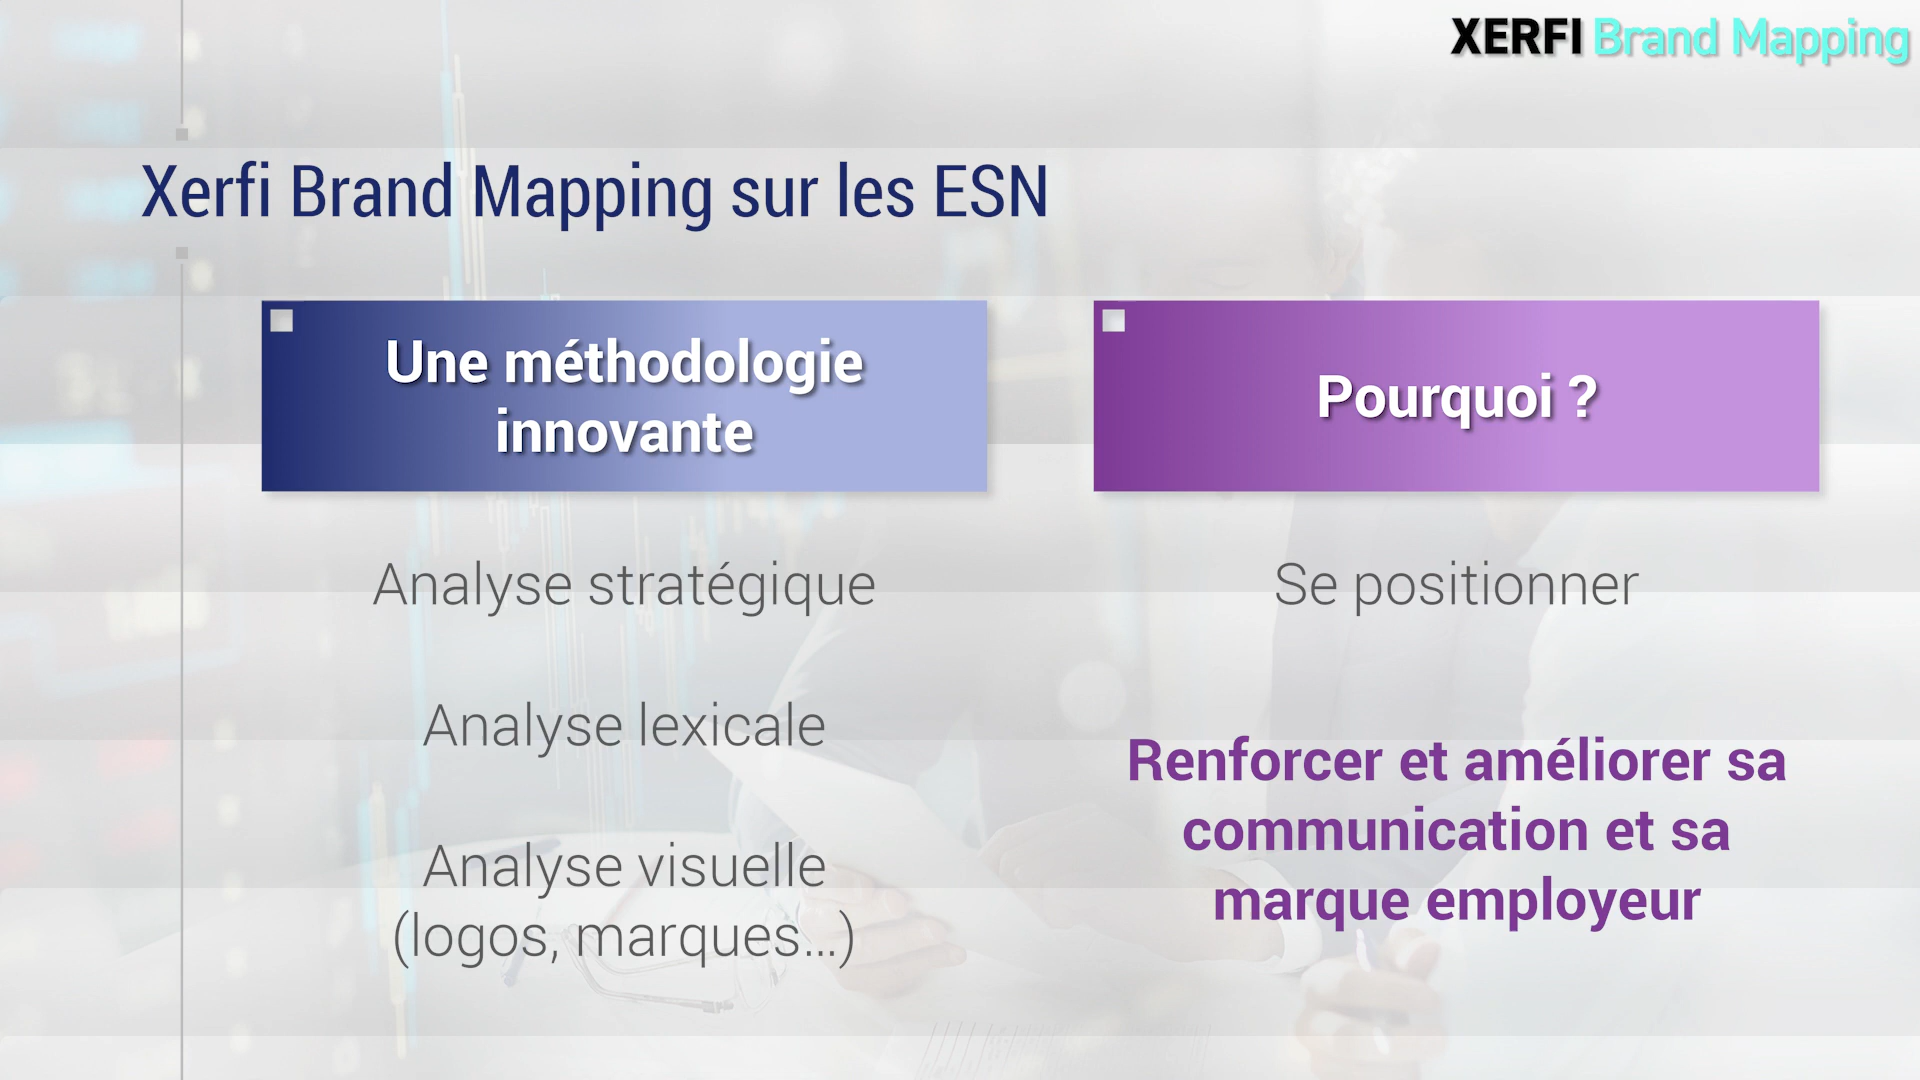 XERFI Brand Mapping
Xerfi Brand Mapping sur les ESN
Une méthodologie
innovante
Analyse stratégique
Analyse lexicale
Analyse visuelle
(logos, marques...)
Pourquoi ?
Se positionner
Renforcer et améliorer sa
communication et sa
marque employeur